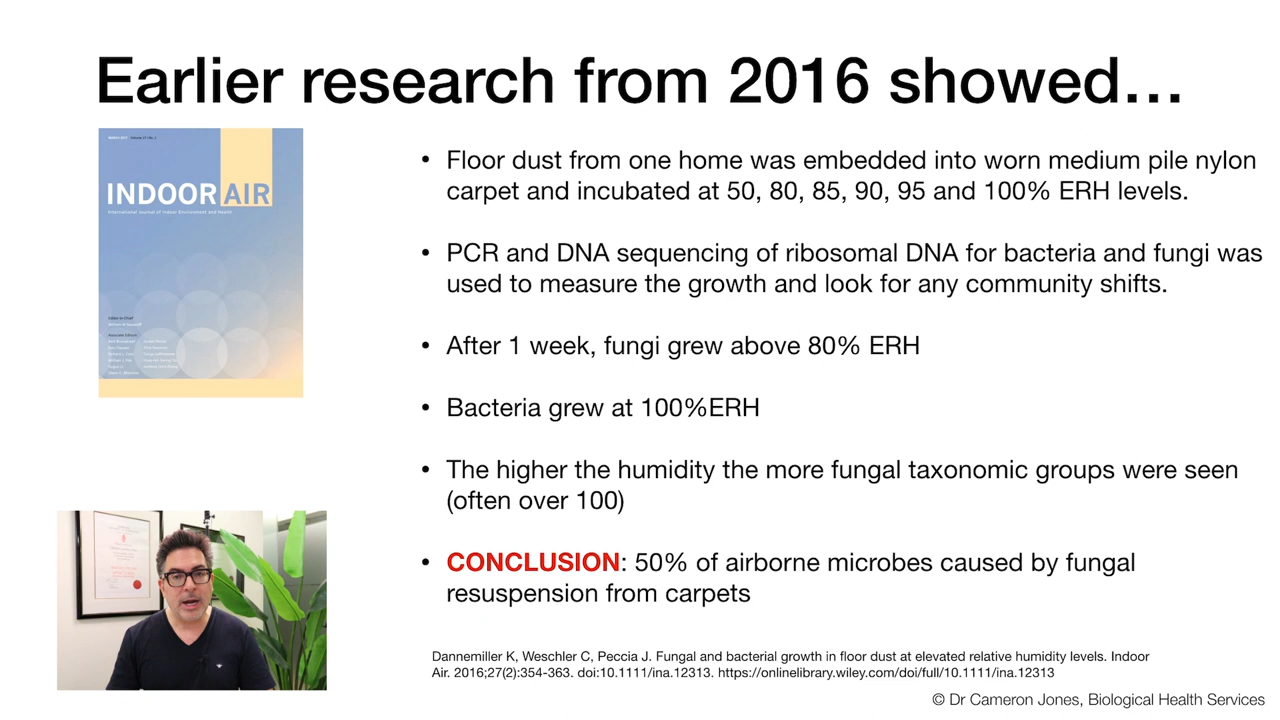 Earlier research from 2016 showed...
INDOOR AIR
International Journal of Indoor Environment and Health
• Floor dust from one home was embedded into worn medium pile nylon
carpet and incubated at 50, 80, 85, 90, 95 and 100% ERH levels.
• PCR and DNA sequencing of ribosomal DNA for bacteria and fungi was
used to measure the growth and look for any community shifts.
• After 1 week, fungi grew above 80% ERH
• Bacteria grew at 100%ERH
• The higher the humidity the more fungal taxonomic groups were seen
(often over 100)
• CONCLUSION: 50% of airborne microbes caused by fungal
resuspension from carpets
Dannemiller K, Weschler C, Peccia J. Fungal and bacterial growth in floor dust at elevated relative humidity levels. Indoor
Air. 2016;27(2):354-363. doi:10.1111/ina.12313. https://onlinelibrary.wiley.com/doi/full/10.1111/ina.12313
© Dr Cameron Jones, Biological Health Services